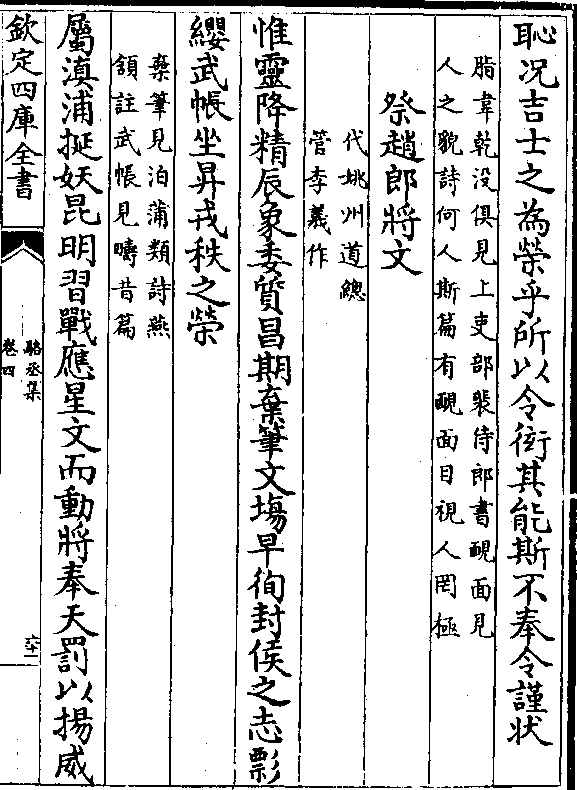 恥况吉士之為榮乎所以令衒其能斯不奉令謹状
脂韋乾没俱見上吏部裴侍郎書靦面見
人之貌詩何人斯篇有靦面目視人罔極
祭趙郎將文
代姚州道總
管李義作
惟靈降精辰象委質昌期棄筆文塲早徇封侯之志影
纓武帳坐昇戎秩之榮
棄筆見泊蒲類詩燕
頷註武帳見疇昔篇
屬滇浦挻妖昆明習戰應星文而動將奉天罰以揚威
欽定四庫全書
駱丞集
卷四
六十一